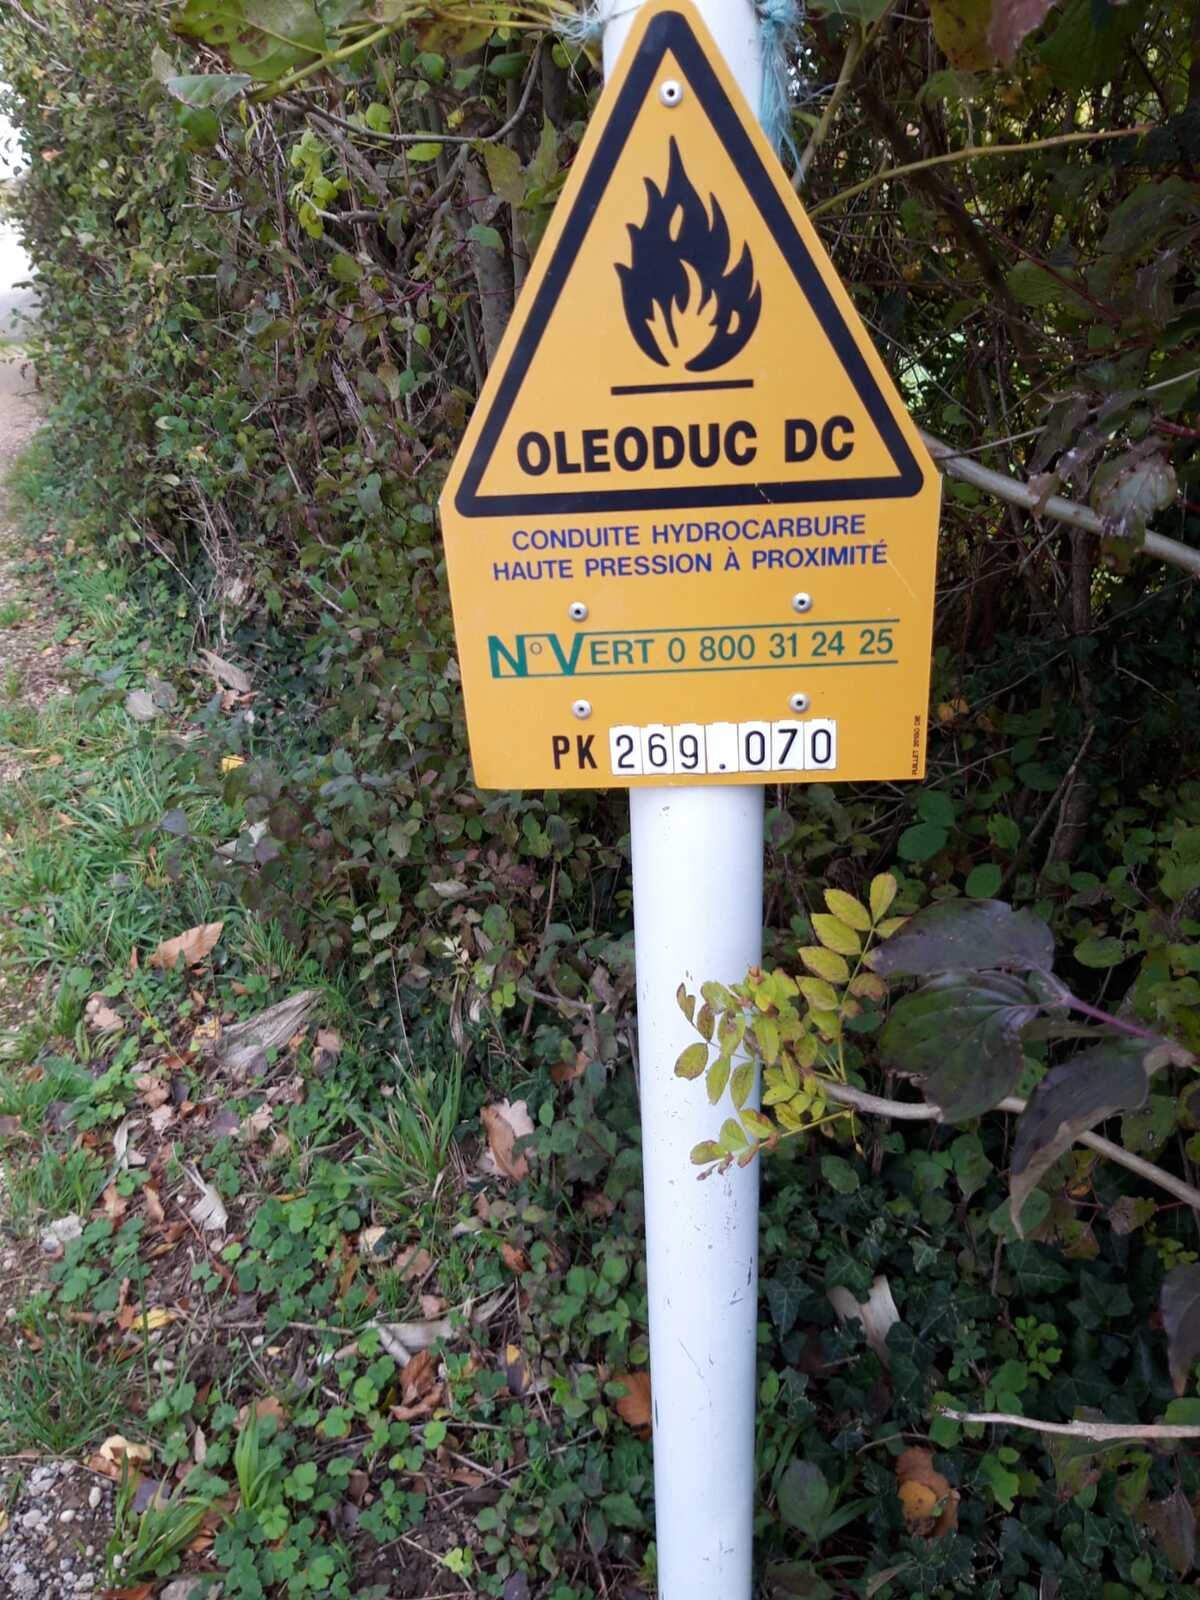 OLEODUC DC
CONDUITE HYDROCARBURE
HAUTE PRESSION À PROXIMITÉ
N° VERT 0 800 31 24 25
PK 269.070